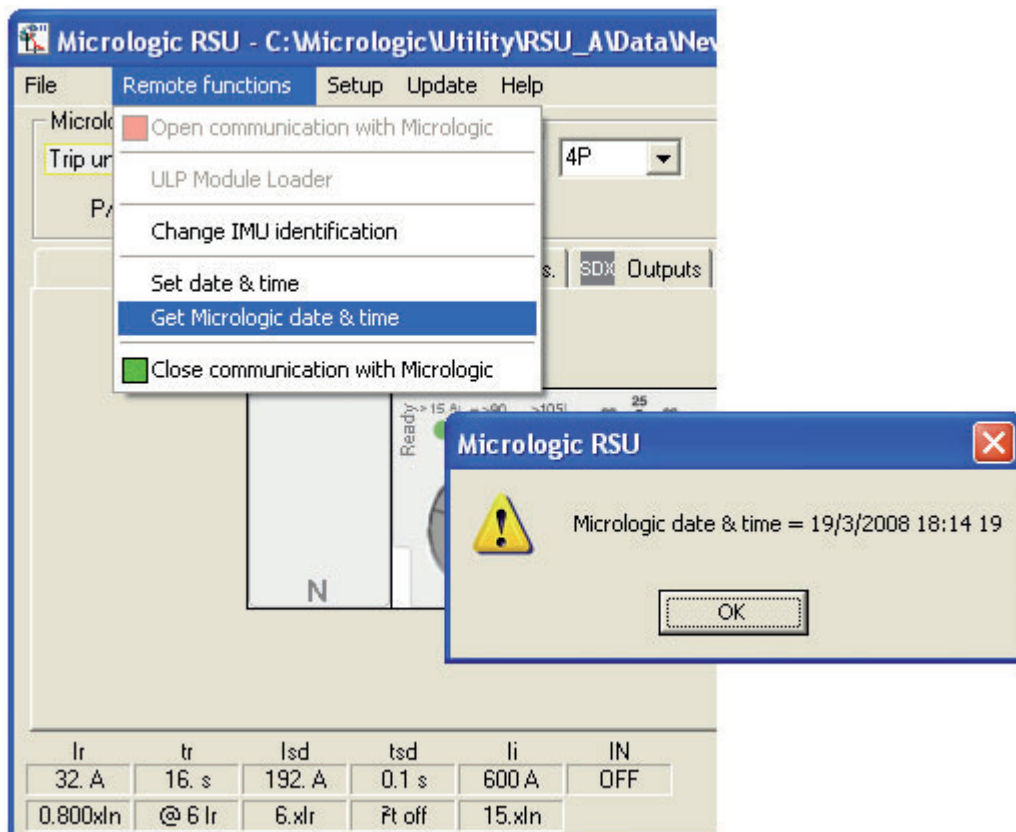 Micrologic RSU - C:\Micrologic\Utility\RSU_A\Data\Nev
File Remote functions Setup Update Help
Open communication with Micrologic
Trip ur
4P
ULP Module Loader
P/
Change IMU identification
s. SDX Outputs
Set date & time
Get Micrologic date & time
Close communication with Micrologic
Ready >15 >90 >105 25
Micrologic RSU
Micrologic date & time = 19/3/2008 18:14 19
OK
N
Ir tr Isd tsd Ii IN
32. A 16. s 192. A 0.1 s 600 A OFF
0.800xIn @ 6 Ir 6.xIr I²t off 15.xIn